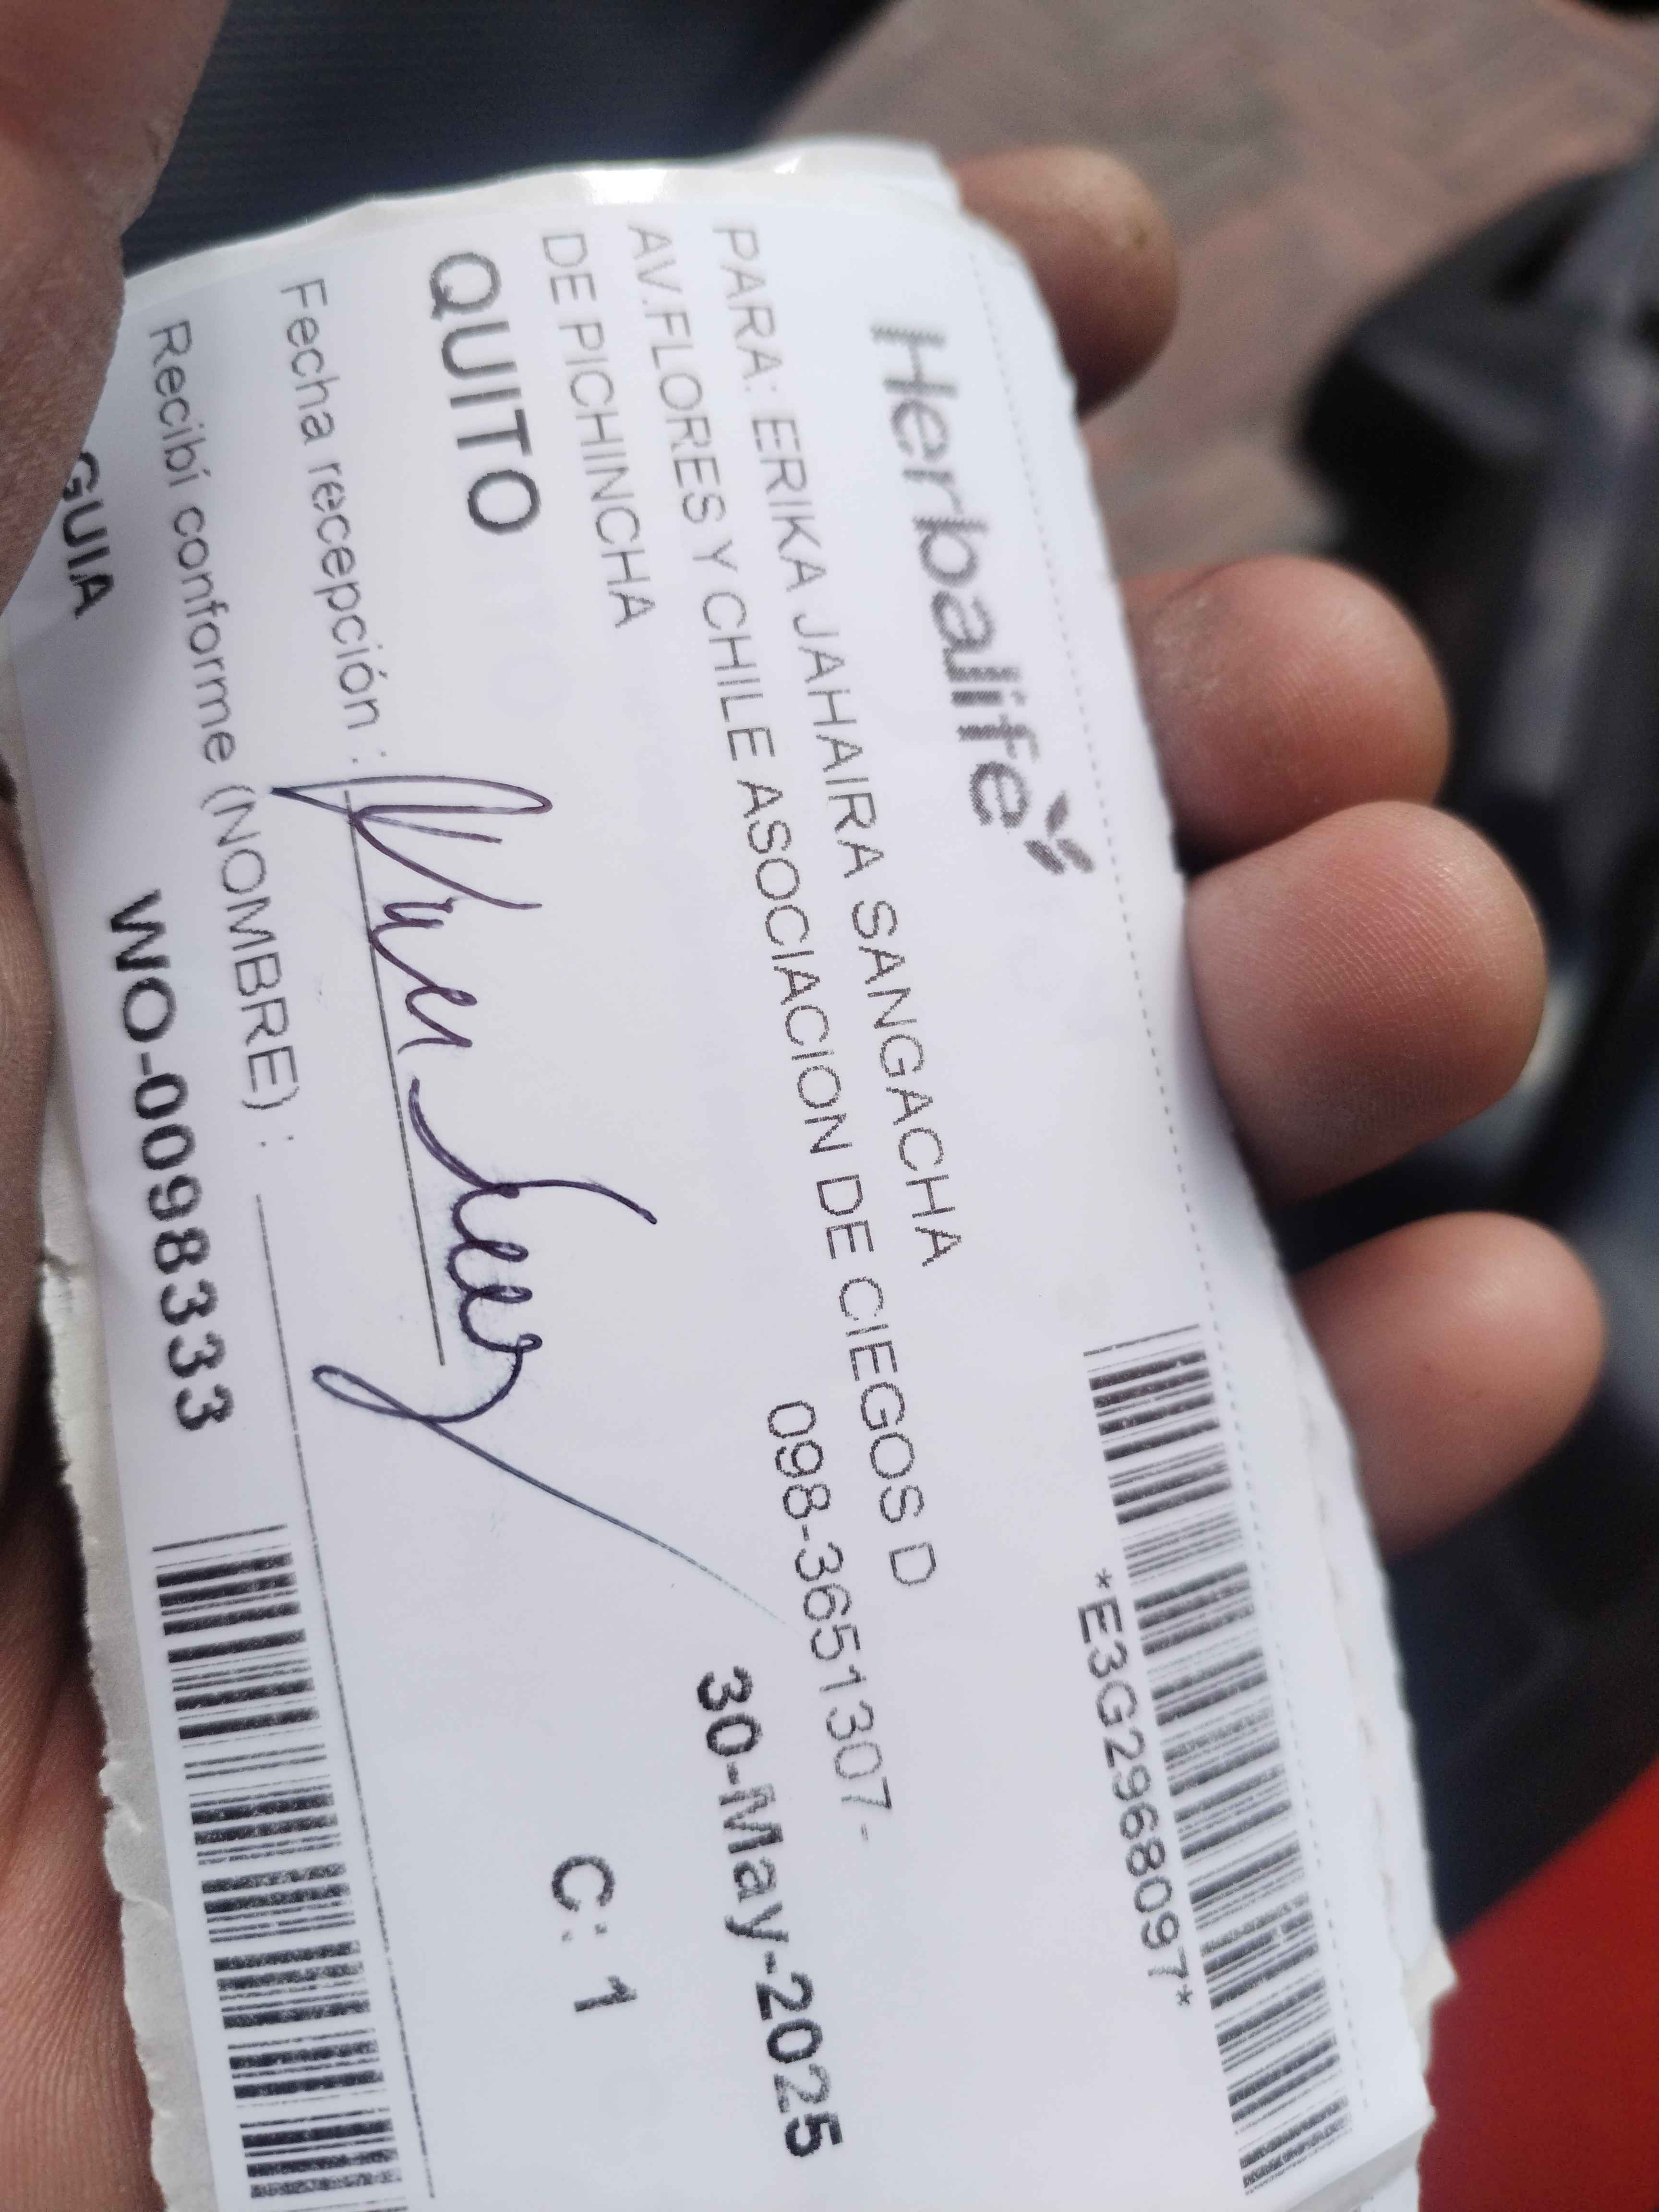 Herbalife
*E3G2968097*
PARA: ERIKA JAHAIRA SANGACHA
AV.FLORES Y CHILE ASOCIACION DE CIEGOS D
DE PICHINCHA
098-3651307-
QUITO
30-May-2025
C: 1
Fecha recepción :
Recibí conforme (NOMBRE) :
GUIA
WO-0098333